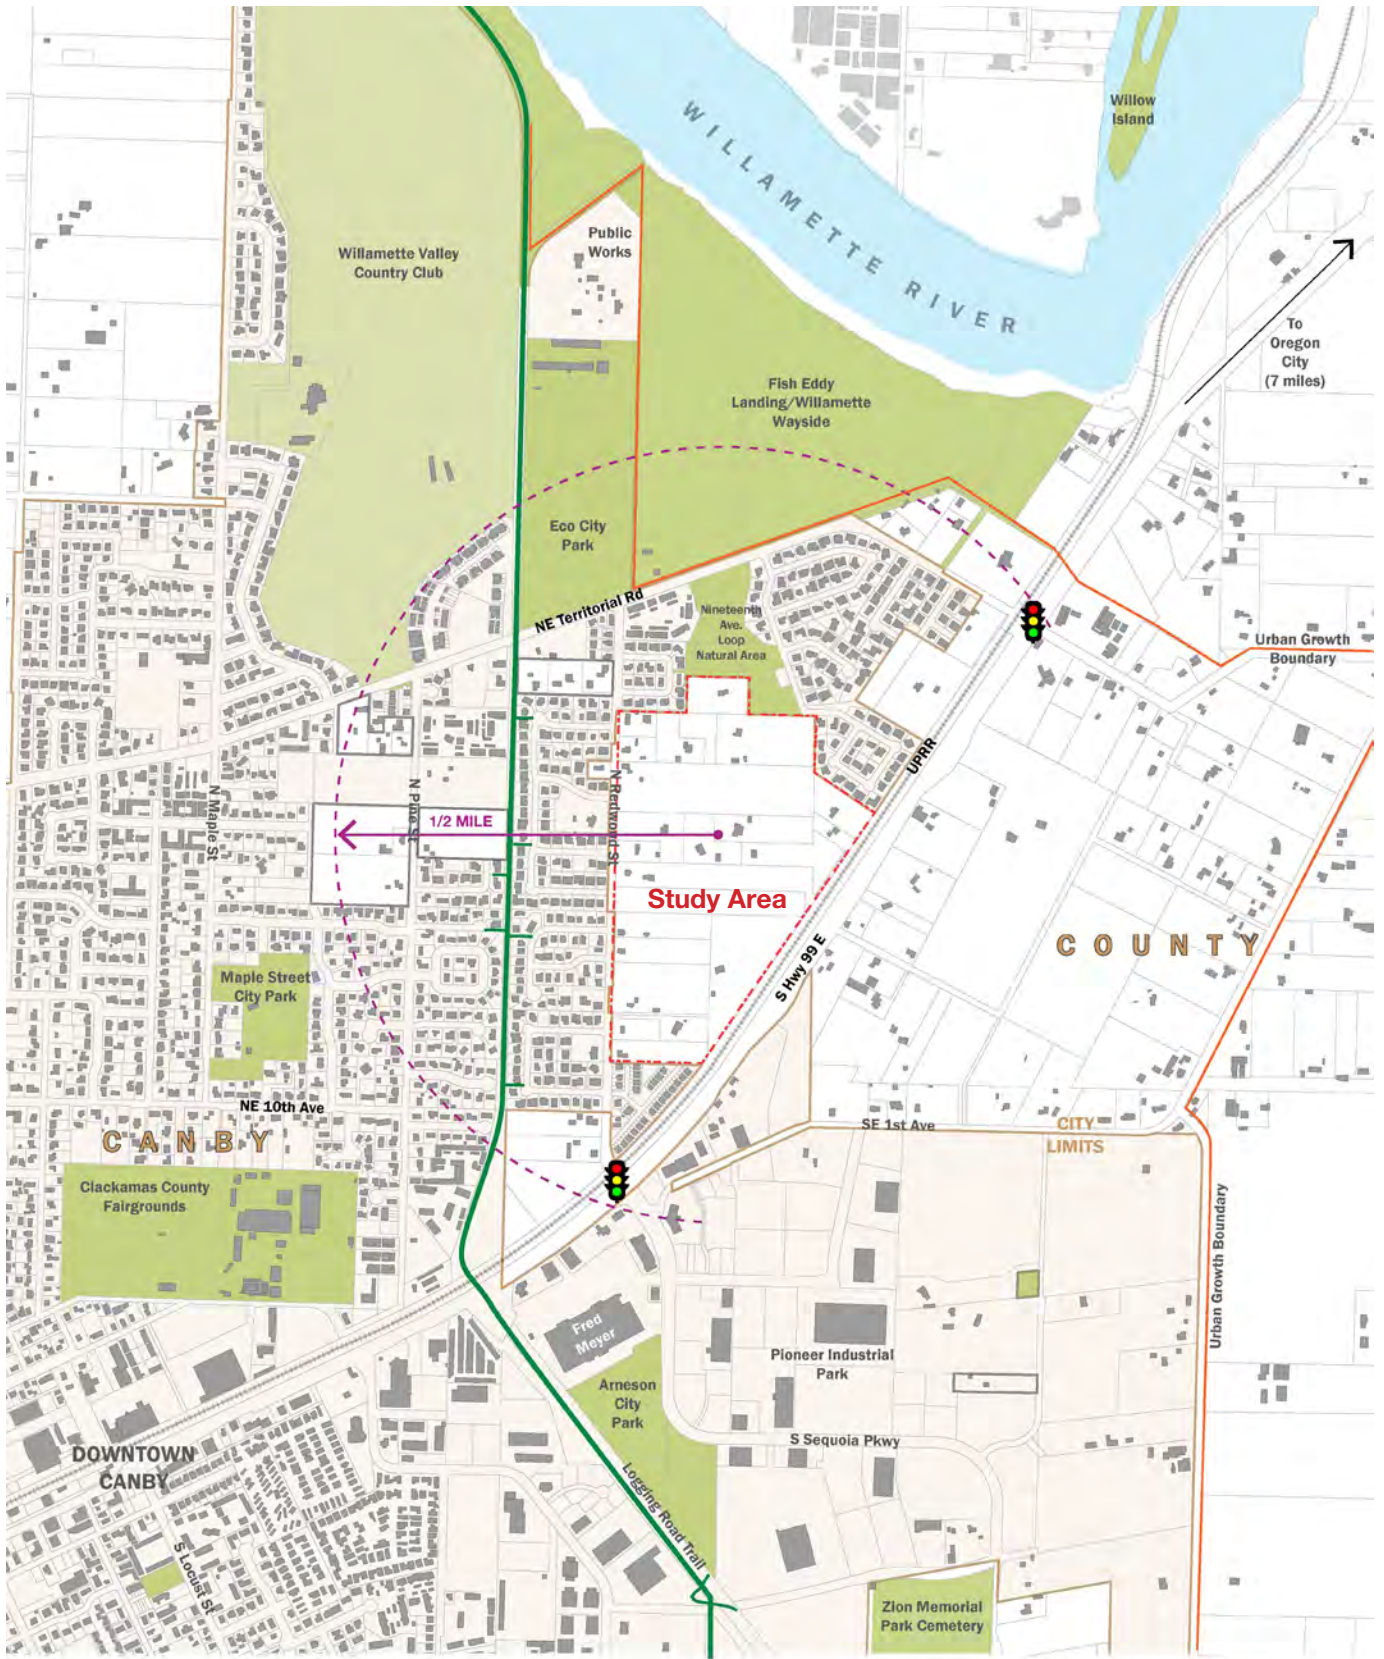 Willow
Island
WILLAMETTE RIVER
Public
Works
Willamette Valley
Country Club
To
Oregon
City
(7 miles)
Fish Eddy
Landing/Willamette
Wayside
Eco City
Park
NE Territorial Rd
Nineteenth
Ave.
Loop
Natural Area
Urban Growth
Boundary
UPRR
N Maple St
N Pine St
N Redwood St
1/2 MILE
Study Area
S Hwy 99 E
COUNTY
Maple Street
City Park
NE 10th Ave
CANBY
SE 1st Ave
CITY
LIMITS
Clackamas County
Fairgrounds
Urban Growth Boundary
Fred
Meyer
Pioneer Industrial
Park
Arneson
City
Park
S Sequoia Pkwy
DOWNTOWN
CANBY
Logging Road Trail
S Locust St
Zion Memorial
Park Cemetery